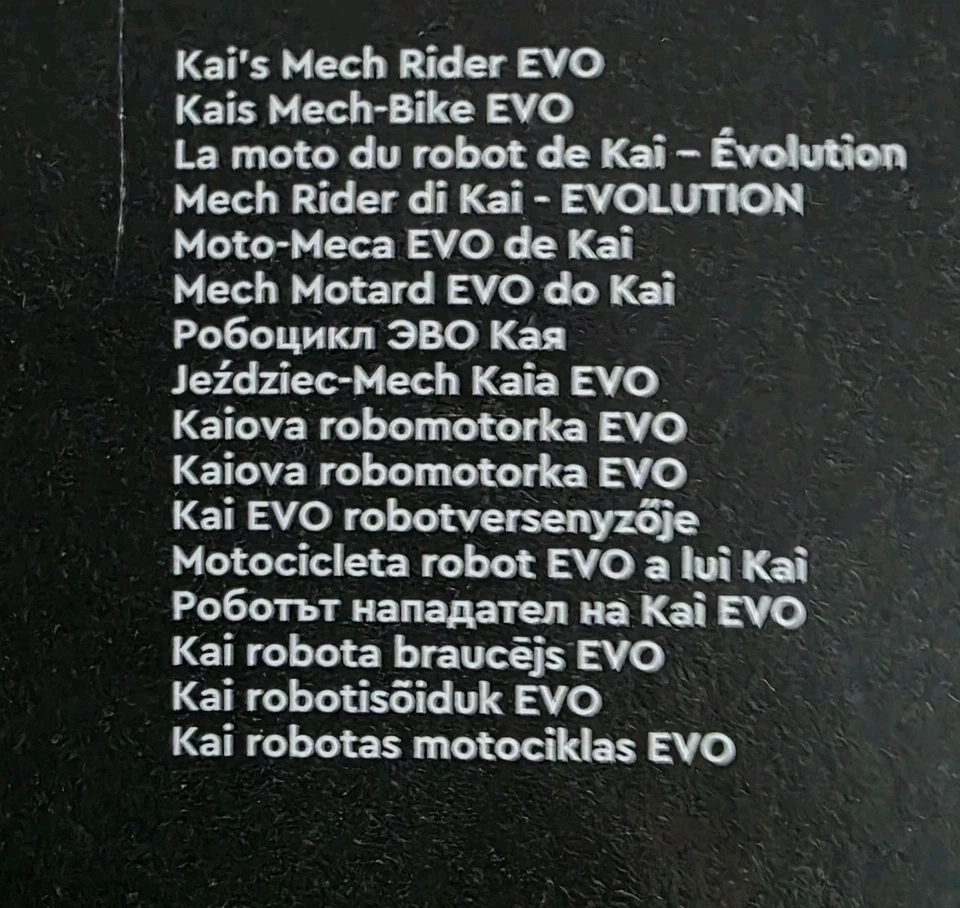 Kai's Mech Rider EVO
Kais Mech-Bike EVO
La moto du robot de Kai – Évolution
Mech Rider di Kai - EVOLUTION
Moto-Meca EVO de Kai
Mech Motard EVO do Kai
Робоцикл ЭВО Кая
Jeździec-Mech Kaia EVO
Kaiova robomotorka EVO
Kaiova robomotorka EVO
Kai EVO robotversenyzője
Motocicleta robot EVO a lui Kai
Роботът нападател на Kai EVO
Kai robota braucējs EVO
Kai robotisõiduk EVO
Kai robotas motociklas EVO